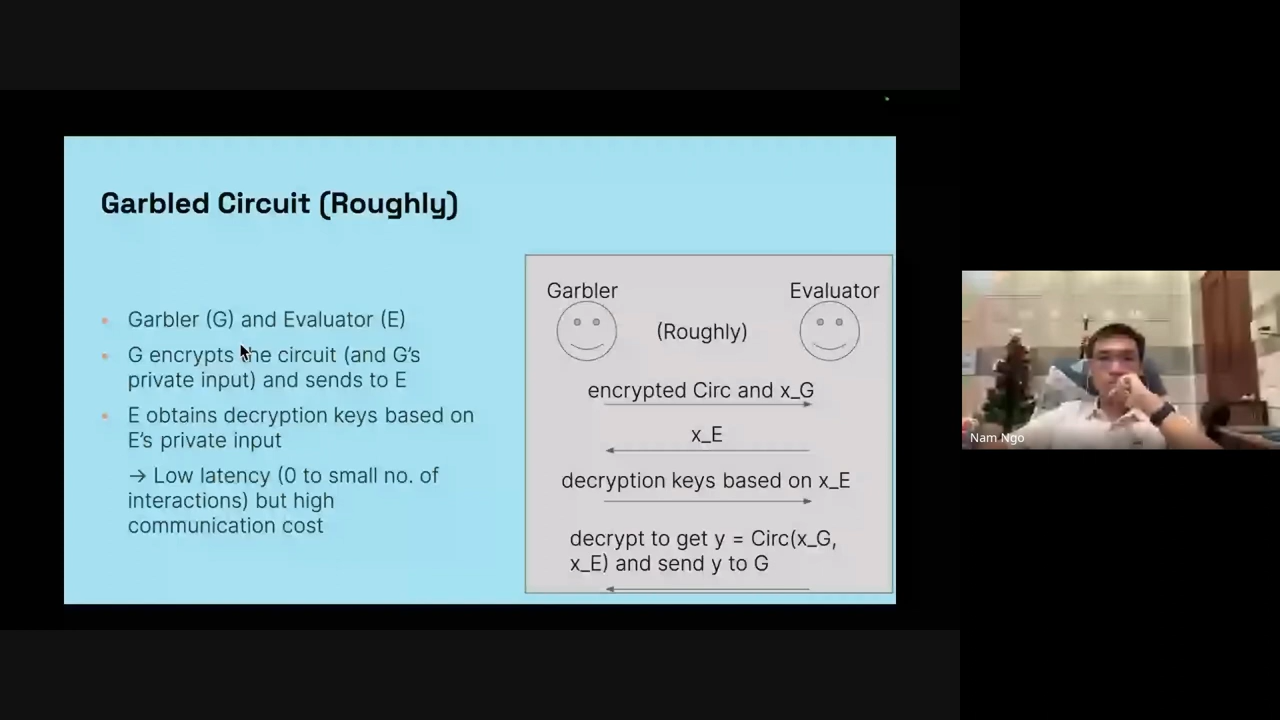 Garbled Circuit (Roughly)
Garbler (G) and Evaluator (E)
G encrypts the circuit (and G's
private input) and sends to E
E obtains decryption keys based on
E's private input
→ Low latency (0 to small no. of
interactions) but high
communication cost
Garbler
Evaluator
(Roughly)
encrypted Circ and x_G
x_E
decryption keys based on x_E
decrypt to get y = Circ(x_G,
x_E) and send y to G
Nam Ngo